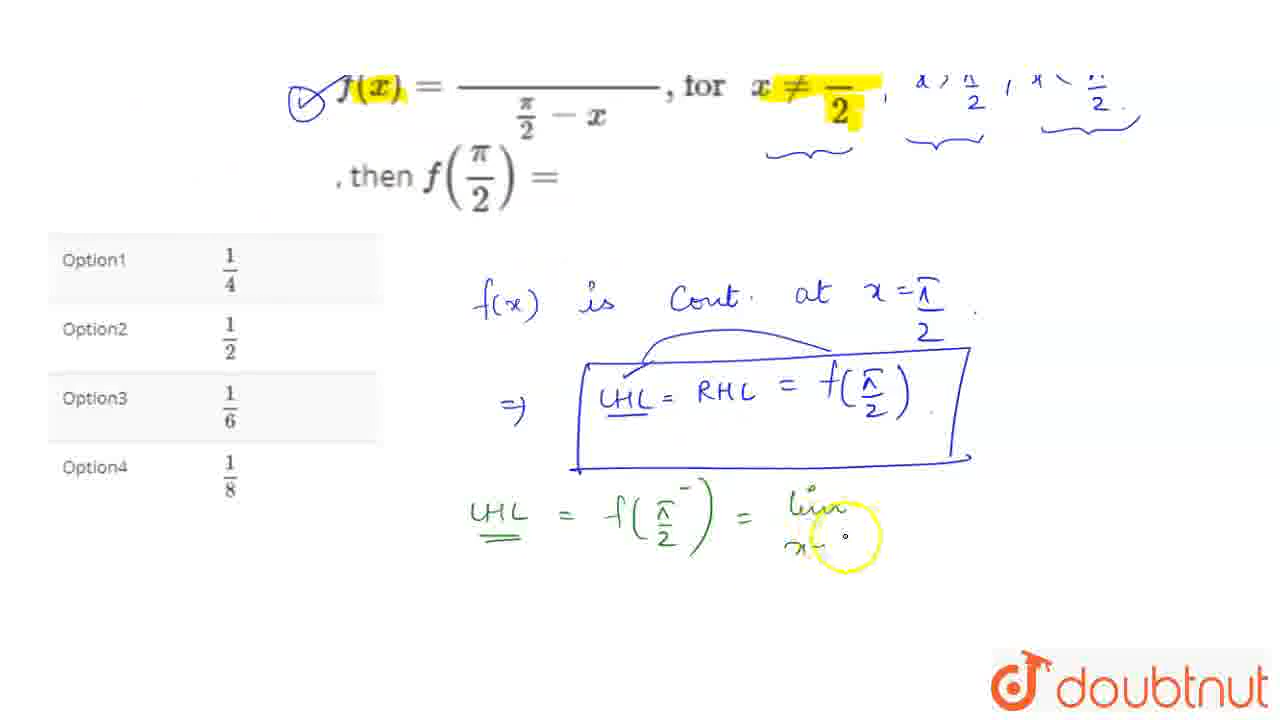 f(x) = / π/2 − x , for x ≠ /2 , x > π/2 , x < π/2 .
, then f(π/2) =
Option1 1/4
Option2 1/2
Option3 1/6
Option4 1/8
f(x) is Cont. at x = π/2 .
⇒ LHL = RHL = f(π/2) .
LHL = f(π/2⁻) = lim
x-
doubtnut